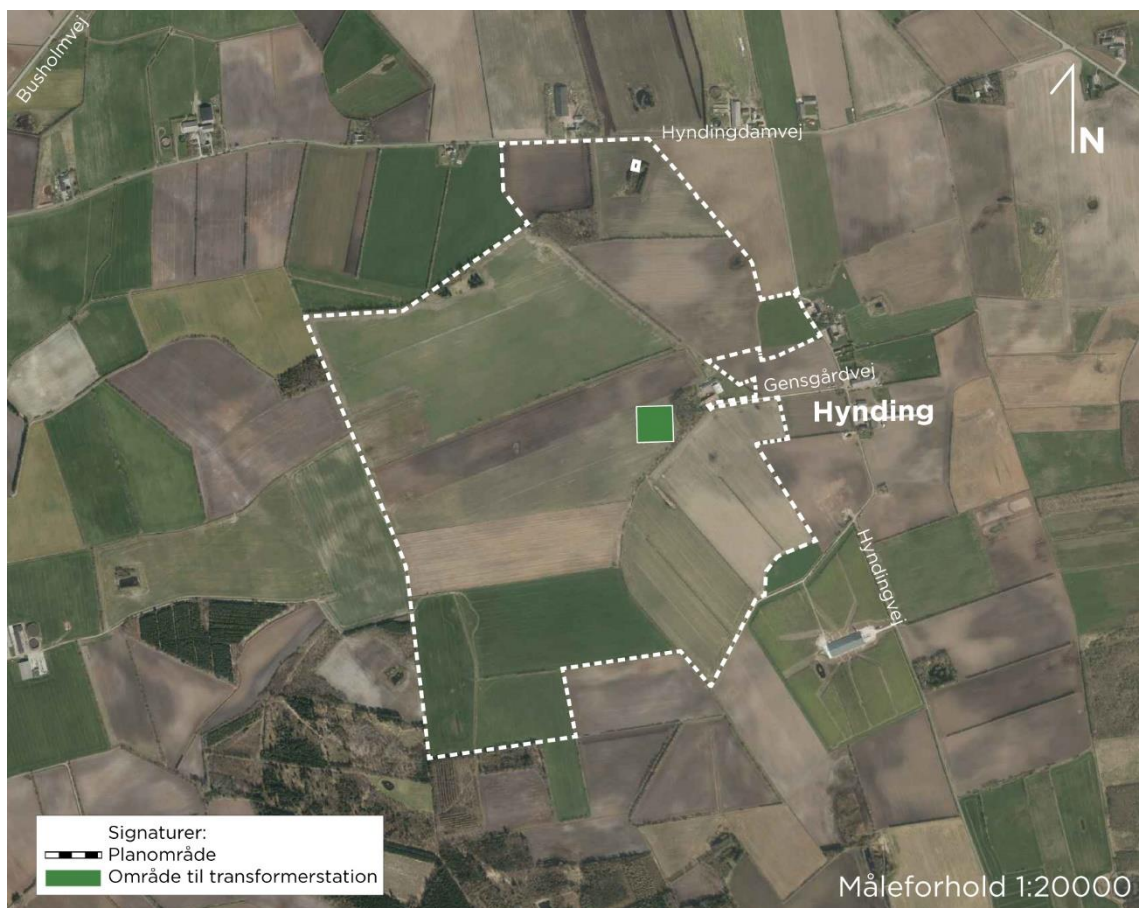 Busholmvej
Hyndingdamvej
N
Gensgårdvej
Hynding
Hyndingvej
Signaturer:
Planområde
Område til transformerstation
Måleforhold 1:20000